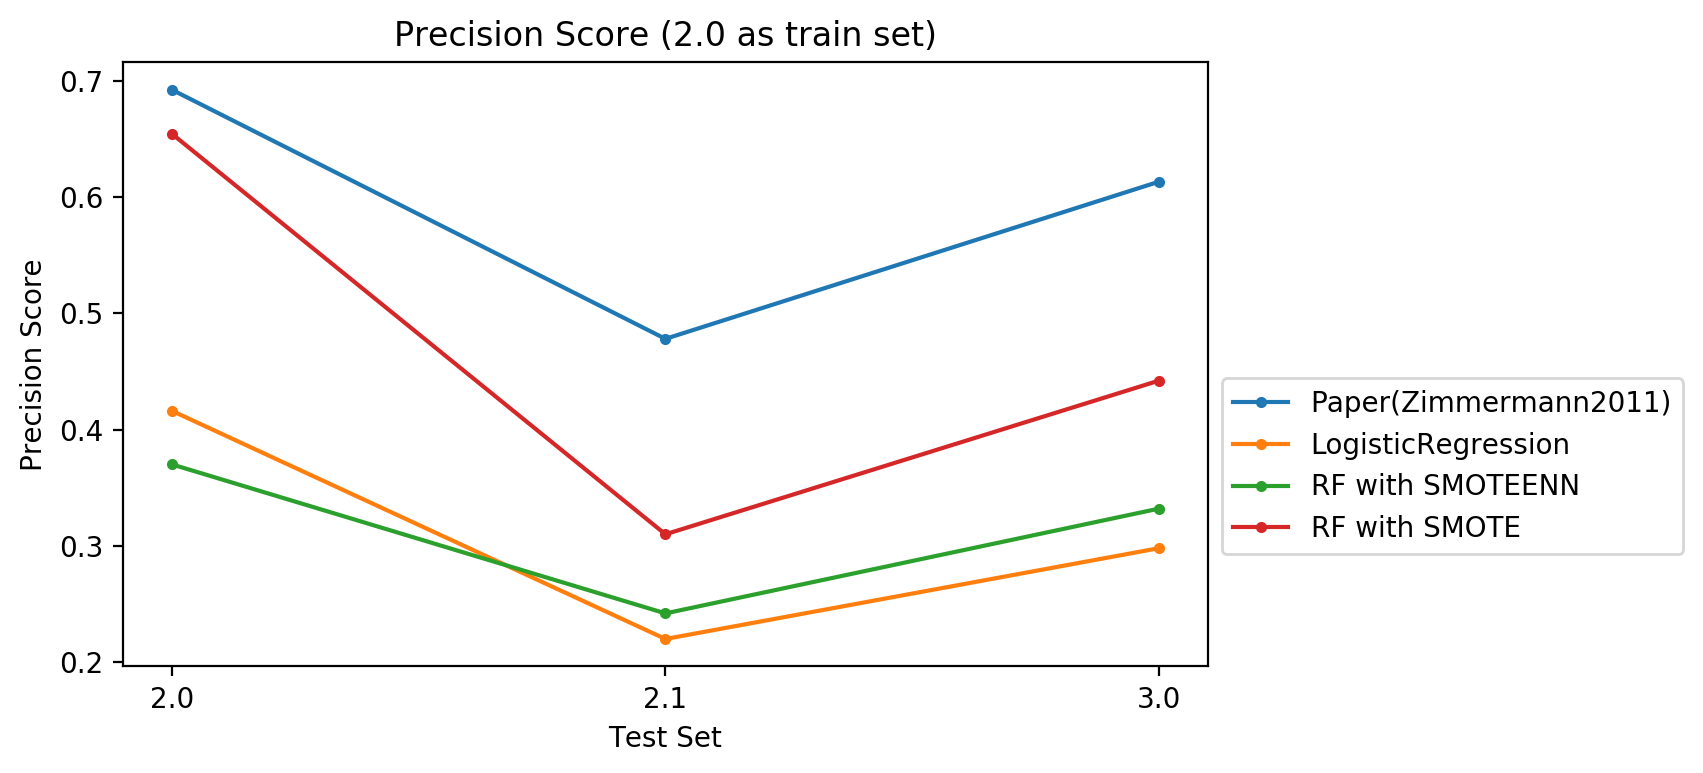 Precision Score (2.0 as train set)
0.7
0.6
0.5
0.4
0.3
0.2
Precision Score
2.0 2.1 3.0
Test Set
Paper(Zimmermann2011)
LogisticRegression
RF with SMOTEENN
RF with SMOTE